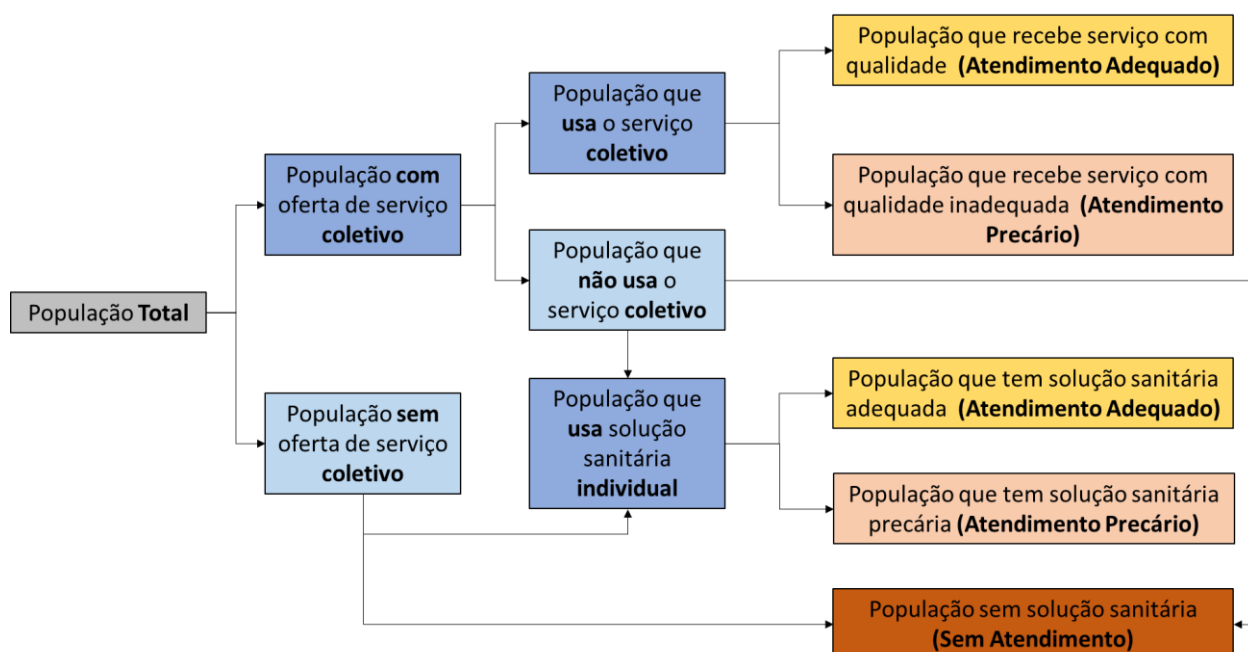 População Total
População com
oferta de serviço
coletivo
População sem
oferta de serviço
coletivo
População que
usa o serviço
coletivo
População que
não usa o
serviço coletivo
População que
usa solução
sanitária
individual
População que recebe serviço com
qualidade (Atendimento Adequado)
População que recebe serviço com
qualidade inadequada (Atendimento
Precário)
População que tem solução sanitária
adequada (Atendimento Adequado)
População que tem solução sanitária
precária (Atendimento Precário)
População sem solução sanitária
(Sem Atendimento)